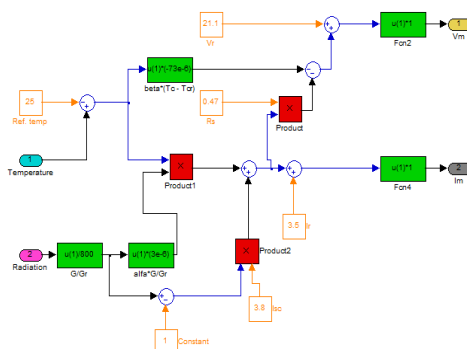 21.1
Vr
u(1)*1
Fcn2
1
Vm
u(1)*(-73e-6)
beta*(Tc - Tcr)
25
Ref. temp
0.47
Rs
×
Product
1
Temperature
×
Product1
u(1)*1
Fcn4
2
Im
3.5
Ir
2
Radiation
u(1)/800
G/Gr
u(1)*(3e-6)
alfa*G/Gr
×
Product2
1
Constant
3.8
Isc